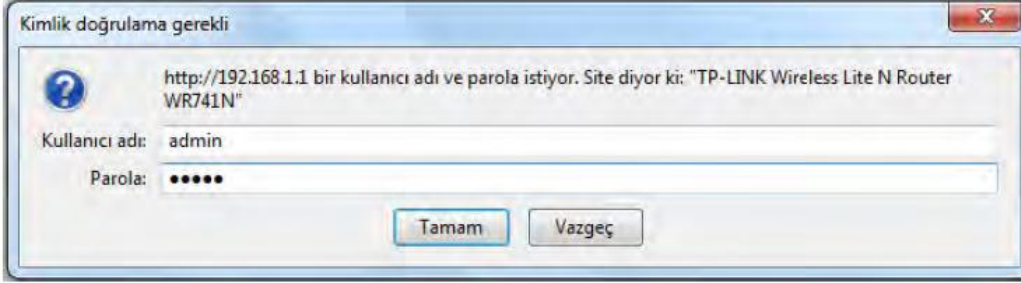 Kimlik doğrulama gerekli
http://192.168.1.1 bir kullanıcı adı ve parola istiyor. Site diyor ki: "TP-LINK Wireless Lite N Router
WR741N"
Kullanıcı adı: admin
Parola: •••••
Tamam Vazgeç